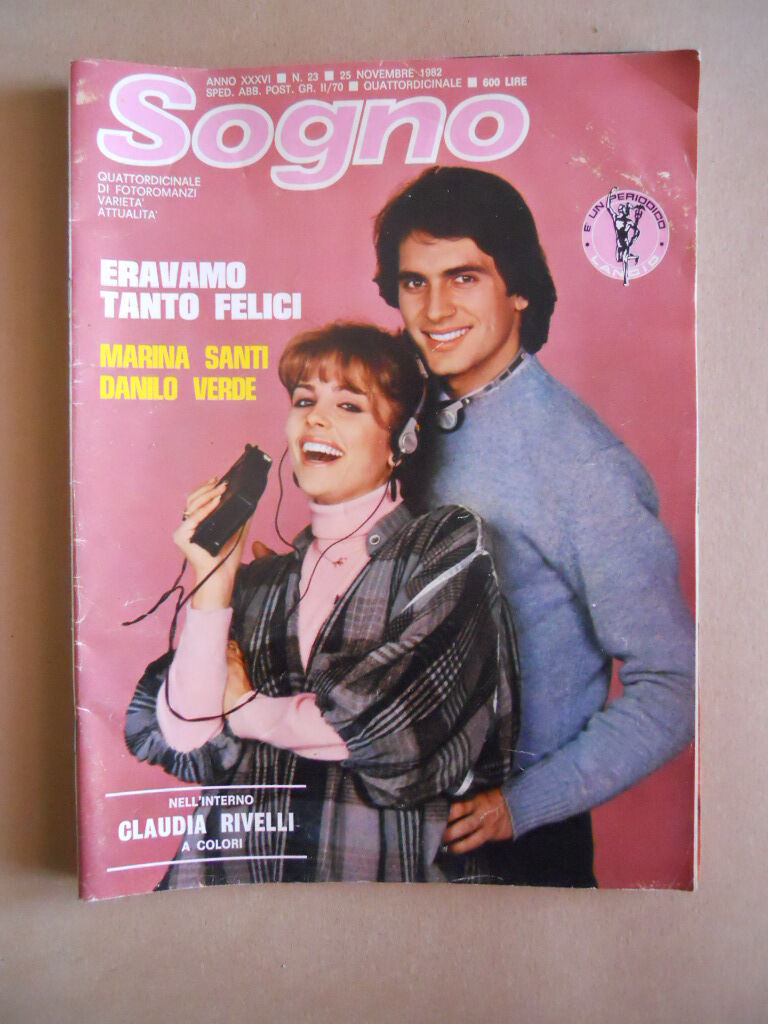 ANNO XXXVI ■ N. 23 ■ 25 NOVEMBRE 1982
SPED. ABB. POST. GR. II/70 ■ QUATTORDICINALE ■ 600 LIRE
Sogno
QUATTORDICINALE
DI FOTOROMANZI
VARIETA'
ATTUALITA'
E UN PERIODICO
LANCIO
ERAVAMO
TANTO FELICI
MARINA SANTI
DANILO VERDE
NELL'INTERNO
CLAUDIA RIVELLI
A COLORI